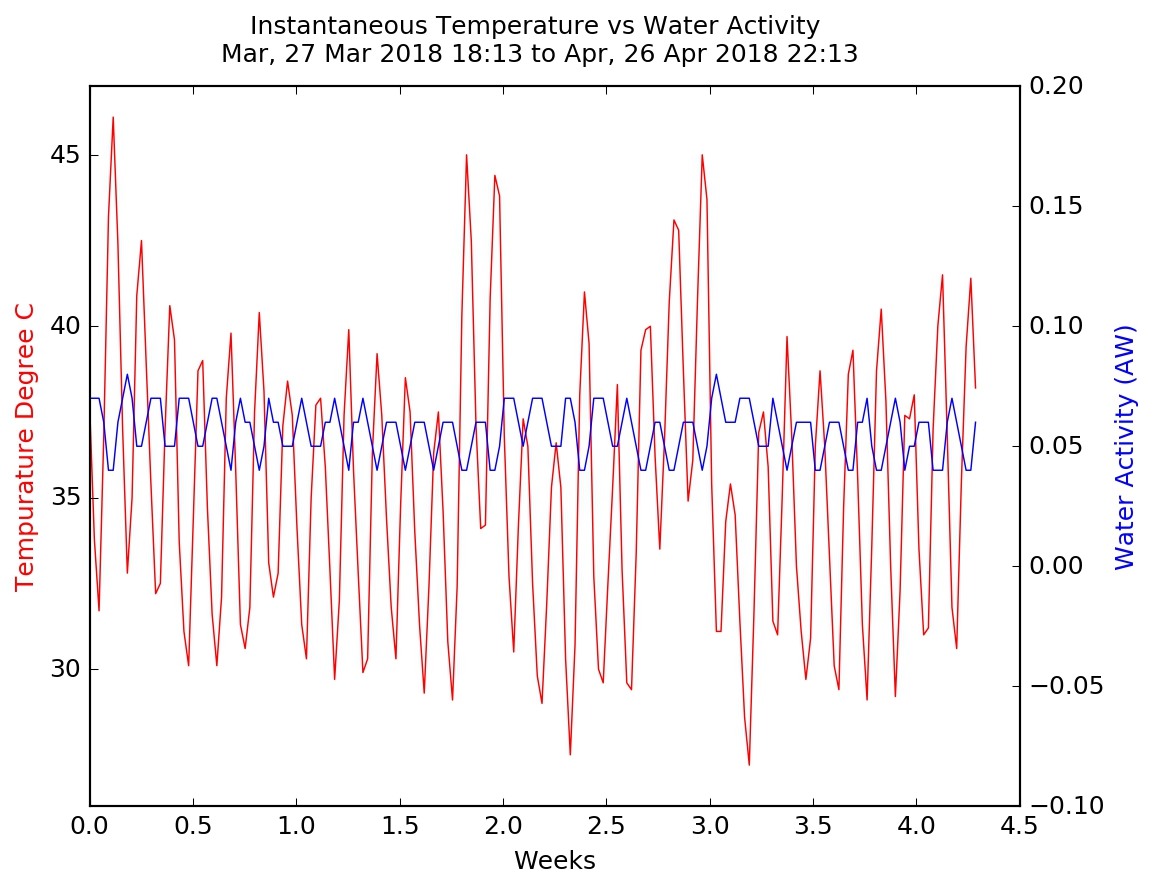 Instantaneous Temperature vs Water Activity
Mar, 27 Mar 2018 18:13 to Apr, 26 Apr 2018 22:13
Tempurature Degree C
45
40
35
30
0.20
0.15
0.10
0.05
0.00
−0.05
−0.10
Water Activity (AW)
0.0 0.5 1.0 1.5 2.0 2.5 3.0 3.5 4.0 4.5
Weeks